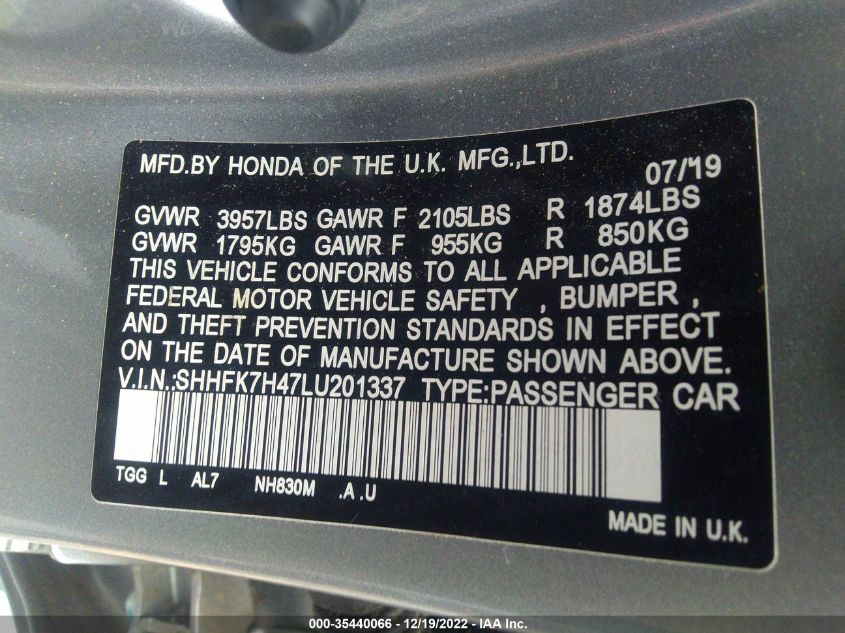 MFD.BY HONDA OF THE U.K. MFG.,LTD. 07/19
GVWR 3957LBS GAWR F 2105LBS R 1874LBS
GVWR 1795KG GAWR F 955KG R 850KG
THIS VEHICLE CONFORMS TO ALL APPLICABLE
FEDERAL MOTOR VEHICLE SAFETY , BUMPER ,
AND THEFT PREVENTION STANDARDS IN EFFECT
ON THE DATE OF MANUFACTURE SHOWN ABOVE.
V.I.N.:SHHFK7H47LU201337 TYPE:PASSENGER CAR
TGG L AL7 NH830M .A .U
MADE IN U.K.
000-35440066 - 12/19/2022 - IAA Inc.